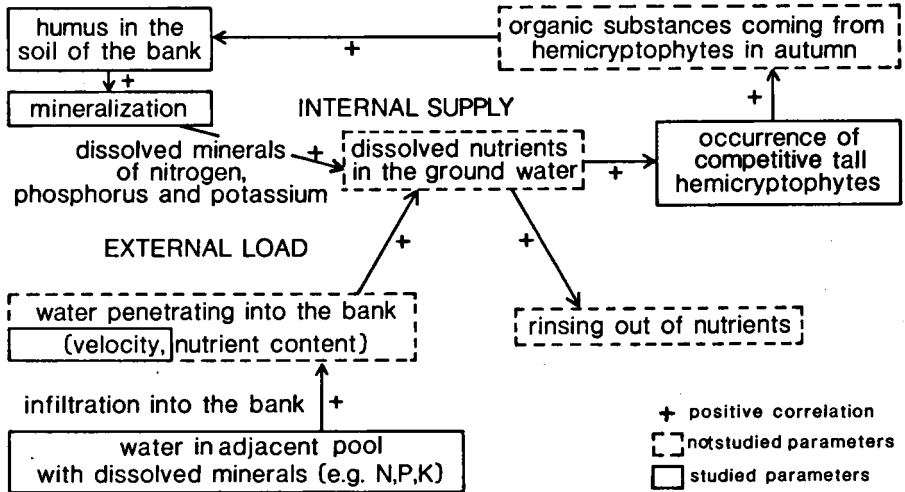 humus in the
soil of the bank
+
organic substances coming from
hemicryptophytes in autumn
+
mineralization
+
INTERNAL SUPPLY
dissolved minerals
of nitrogen,
phosphorus and potassium
+
dissolved nutrients
in the ground water
+
occurrence of
competitive tall
hemicryptophytes
EXTERNAL LOAD
+
+
water penetrating into the bank
(velocity, nutrient content)
rinsing out of nutrients
infiltration into the bank
+
water in adjacent pool
with dissolved minerals (e.g. N,P,K)
+ positive correlation
not studied parameters
studied parameters